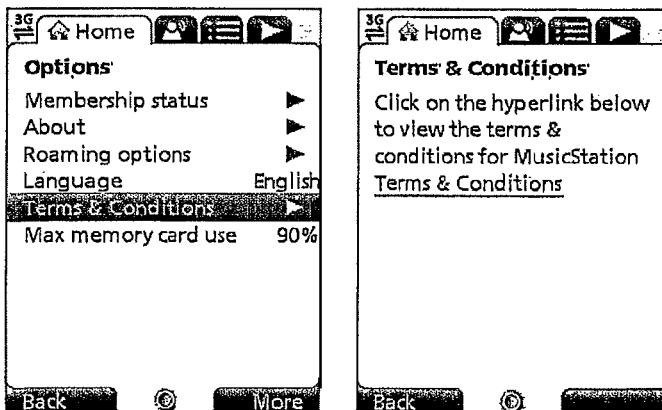 3G
Home
Options
Membership status
About
Roaming options
Language English
Terms & Conditions
Max memory card use 90%
Back More
3G
Home
Terms & Conditions
Click on the hyperlink below
to view the terms &
conditions for MusicStation
Terms & Conditions
Back